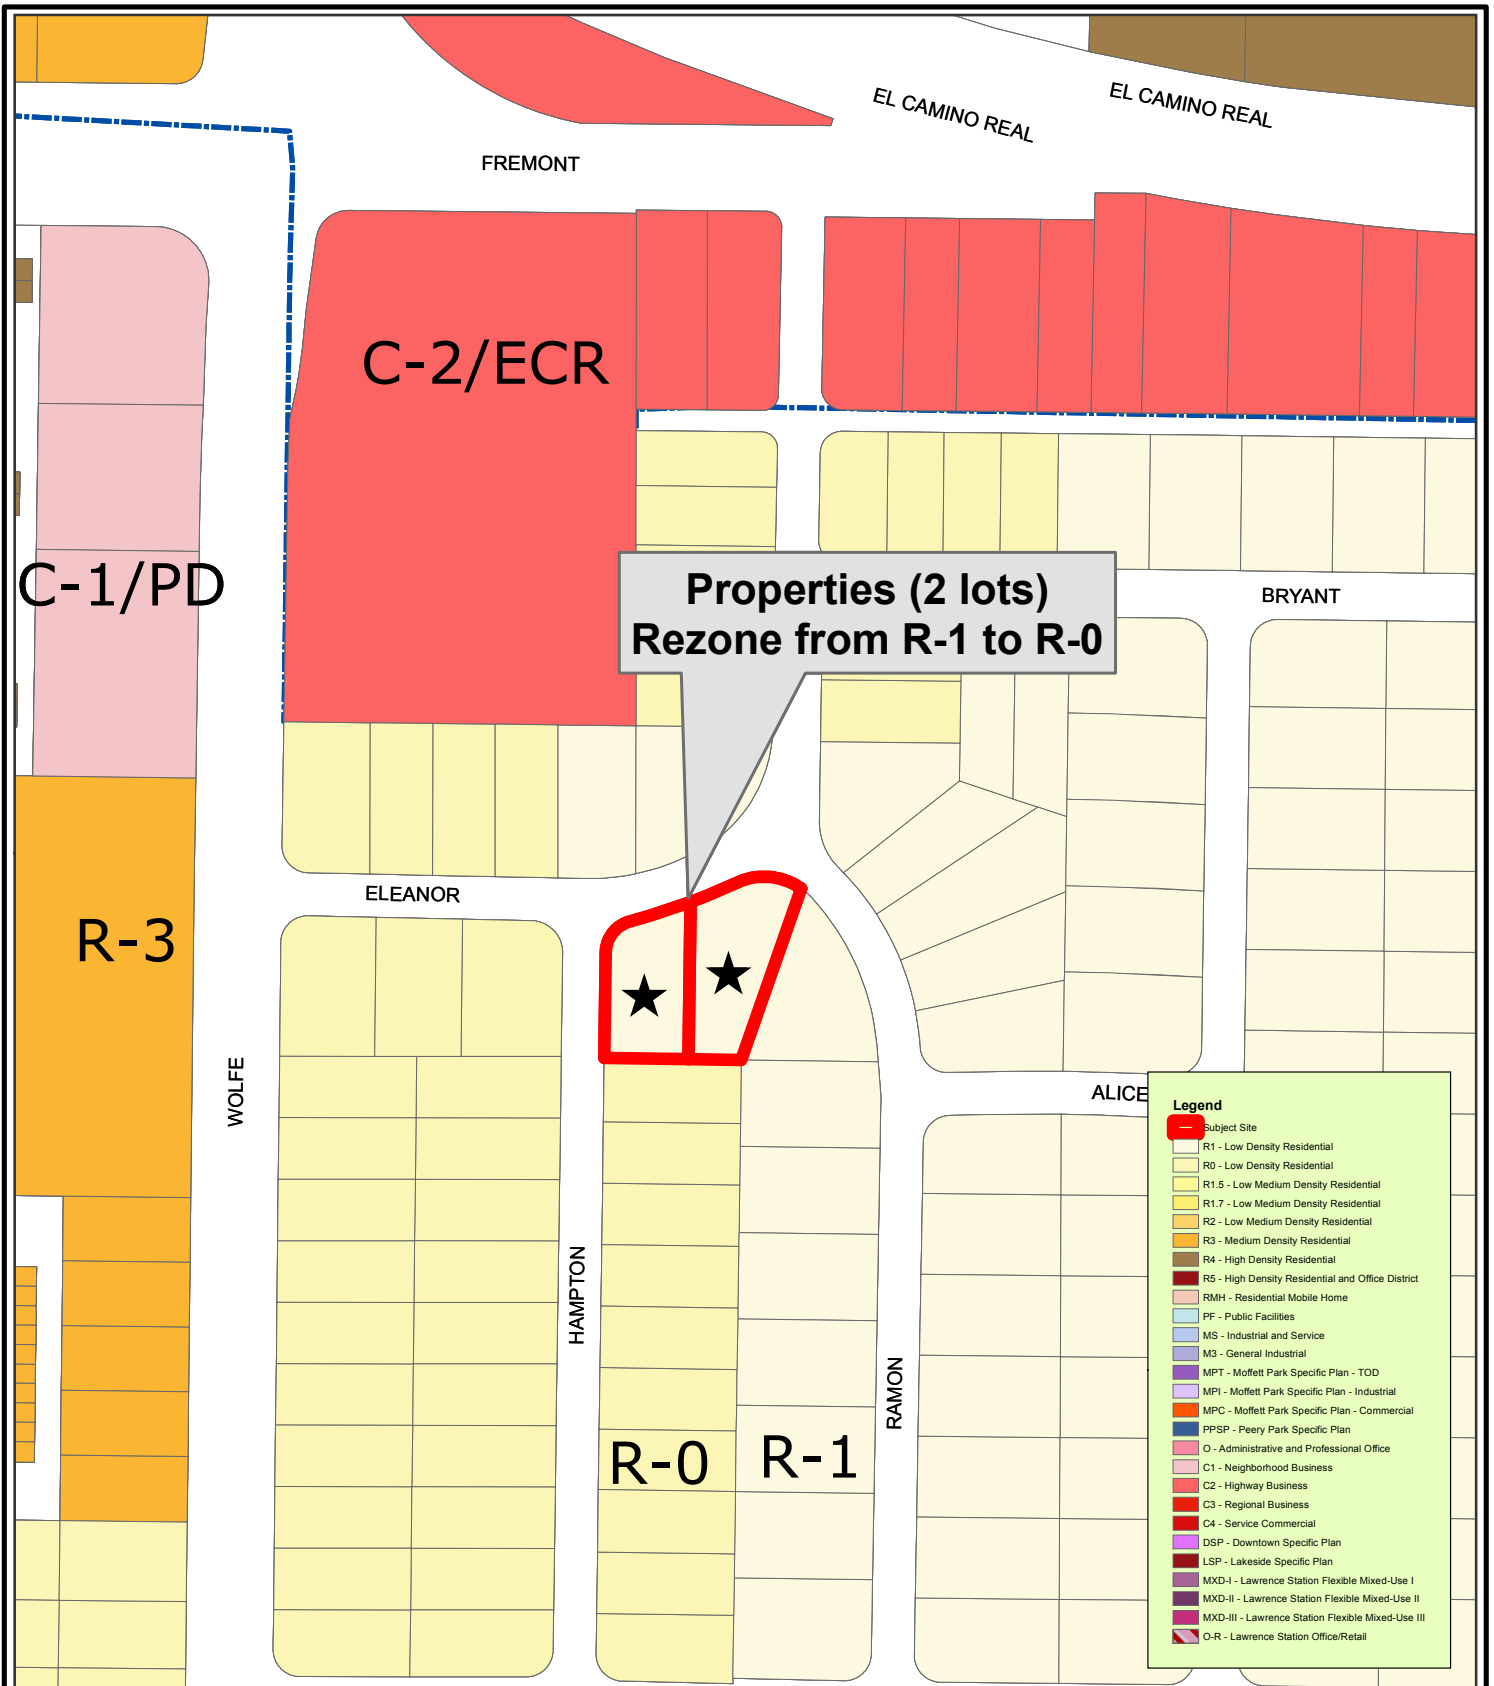 EL CAMINO REAL
EL CAMINO REAL
FREMONT
C-2/ECR
C-1/PD
Properties (2 lots)
Rezone from R-1 to R-0
BRYANT
ELEANOR
R-3
WOLFE
HAMPTON
RAMON
ALICE
R-0
R-1
Legend
Subject Site
R1 - Low Density Residential
R0 - Low Density Residential
R1.5 - Low Medium Density Residential
R1.7 - Low Medium Density Residential
R2 - Low Medium Density Residential
R3 - Medium Density Residential
R4 - High Density Residential
R5 - High Density Residential and Office District
RMH - Residential Mobile Home
PF - Public Facilities
MS - Industrial and Service
M3 - General Industrial
MPT - Moffett Park Specific Plan - TOD
MPI - Moffett Park Specific Plan - Industrial
MPC - Moffett Park Specific Plan - Commercial
PPSP - Peery Park Specific Plan
O - Administrative and Professional Office
C1 - Neighborhood Business
C2 - Highway Business
C3 - Regional Business
C4 - Service Commercial
DSP - Downtown Specific Plan
LSP - Lakeside Specific Plan
MXD-I - Lawrence Station Flexible Mixed-Use I
MXD-II - Lawrence Station Flexible Mixed-Use II
MXD-III - Lawrence Station Flexible Mixed-Use III
O-R - Lawrence Station Office/Retail